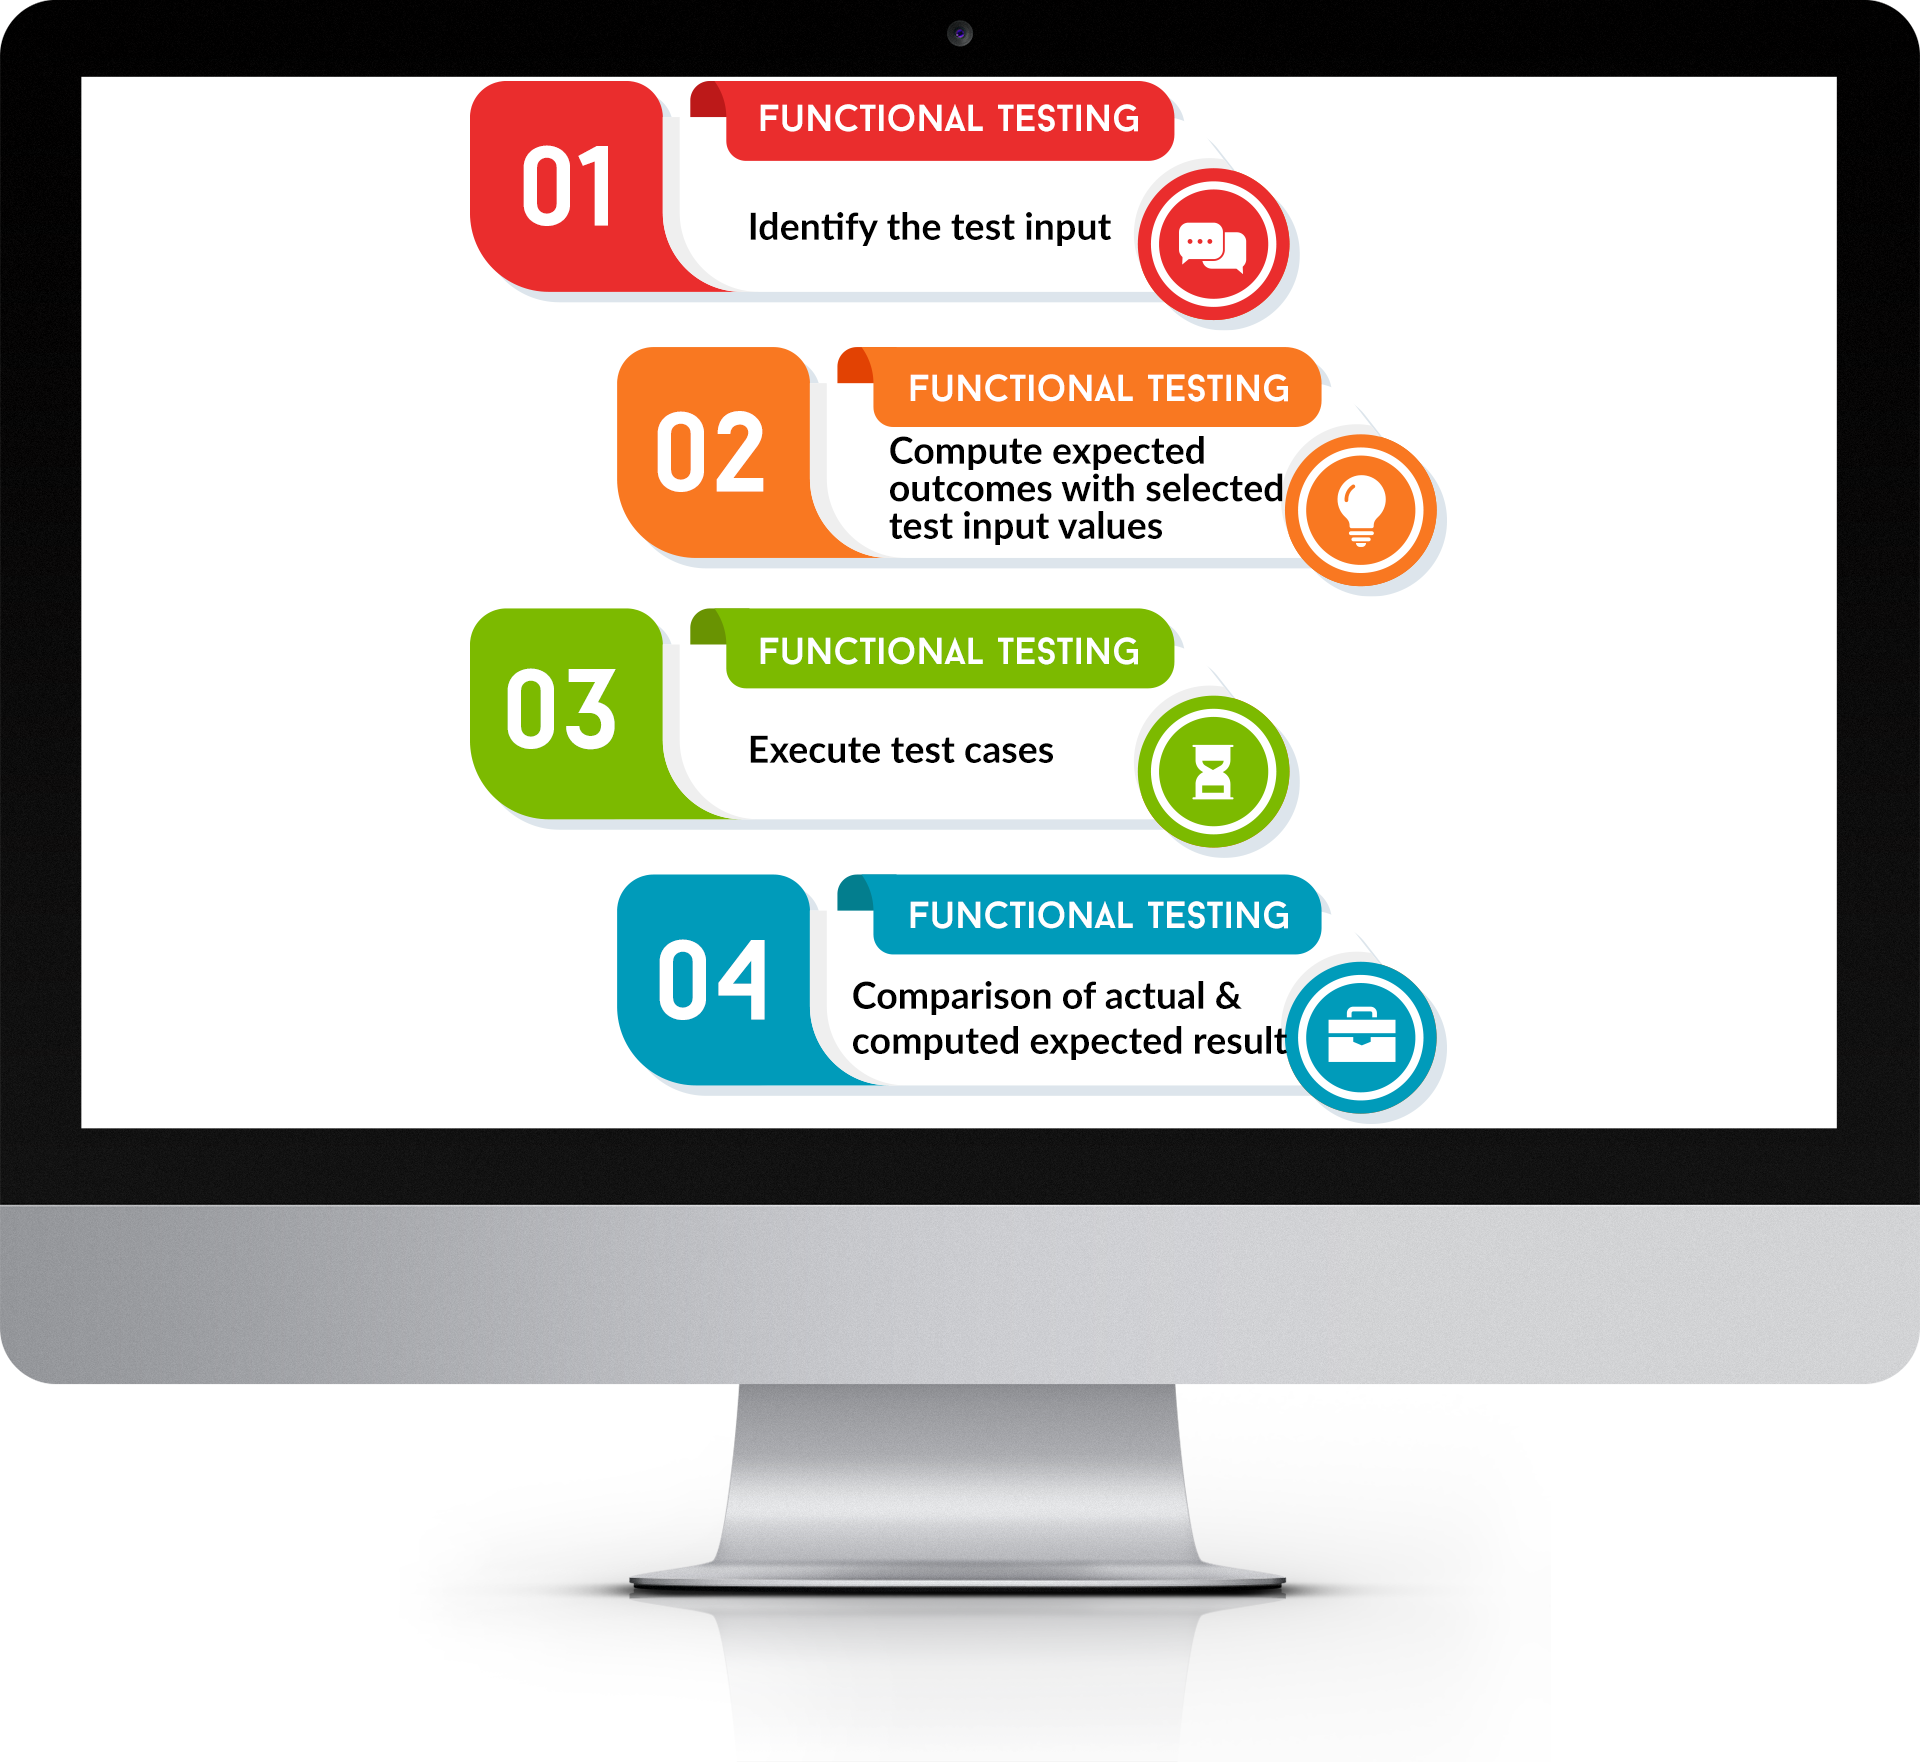 01
FUNCTIONAL TESTING
Identify the test input
02
FUNCTIONAL TESTING
Compute expected
outcomes with selected
test input values
03
FUNCTIONAL TESTING
Execute test cases
04
FUNCTIONAL TESTING
Comparison of actual &
computed expected result